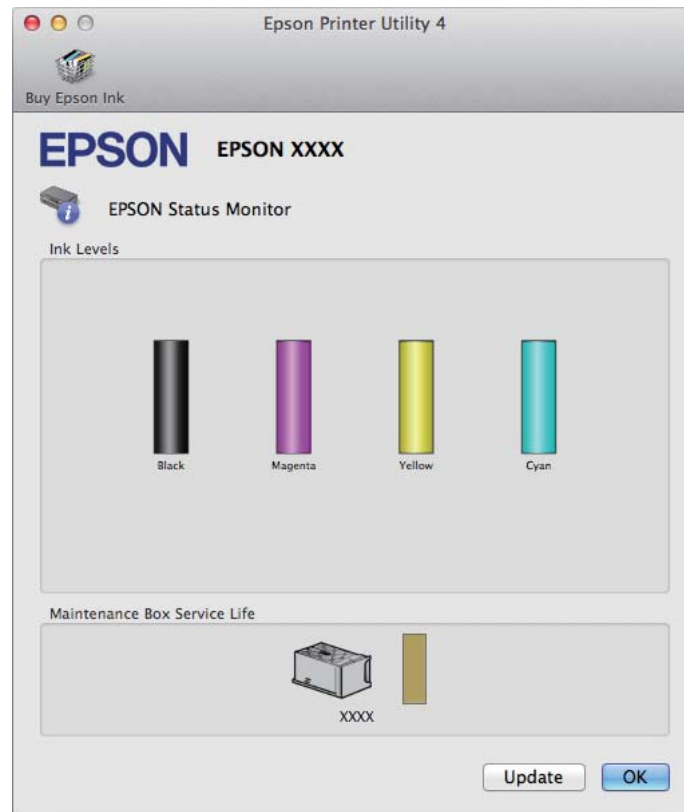 Epson Printer Utility 4
Buy Epson Ink
EPSON EPSON XXXX
EPSON Status Monitor
Ink Levels
Black Magenta Yellow Cyan
Maintenance Box Service Life
XXXX
Update OK